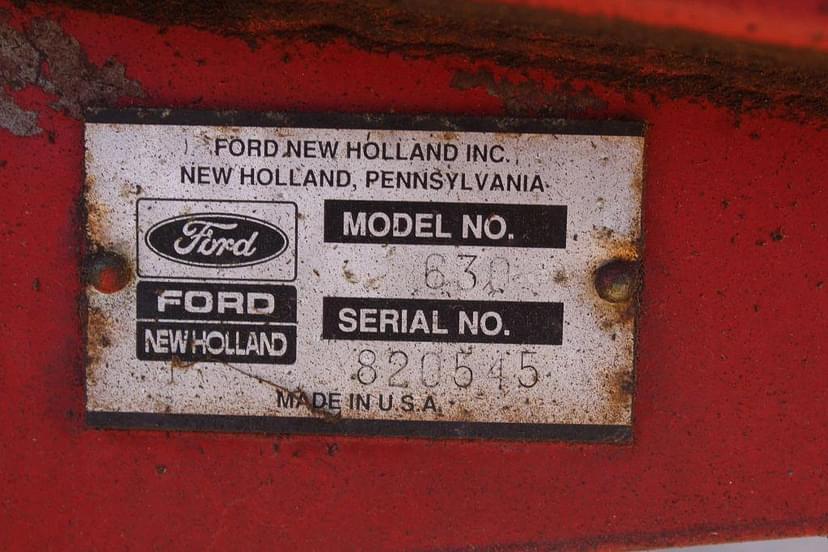 FORD NEW HOLLAND INC.
NEW HOLLAND, PENNSYLVANIA
Ford
FORD
NEW HOLLAND
MODEL NO.
630
SERIAL NO.
820545
MADE IN U.S.A.